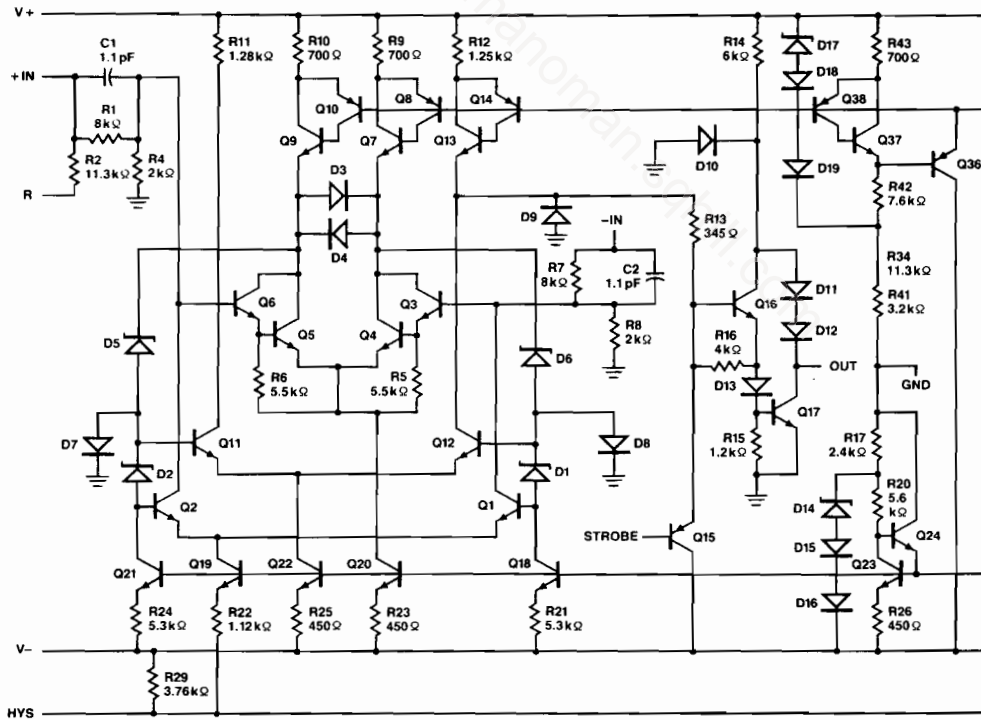 V+
R11
1.28kΩ
R10
700Ω
R9
700Ω
R12
1.25kΩ
R14
6kΩ
D17
R43
700Ω
C1
1.1pF
+IN
R1
8kΩ
R2
11.3kΩ
R4
2kΩ
R
Q10
Q8
Q14
D18
Q38
Q9
Q7
Q13
Q37
D10
D19
Q36
D3
D4
D9
−IN
R13
345Ω
R42
7.6kΩ
R7
8kΩ
C2
1.1pF
R34
11.3kΩ
R41
3.2kΩ
Q6
Q3
Q5
Q4
R8
2kΩ
Q16
D11
D12
D5
D6
R16
4kΩ
R6
5.5kΩ
R5
5.5kΩ
OUT
GND
D13
Q17
D7
Q11
Q12
D8
R15
1.2kΩ
R17
2.4kΩ
D2
D1
Q2
Q1
D14
R20
5.6
kΩ
STROBE
Q15
D15
Q24
Q21
Q19
Q22
Q20
Q18
Q23
R24
5.3kΩ
R22
1.12kΩ
R25
450Ω
R23
450Ω
R21
5.3kΩ
D16
R26
450Ω
V−
R29
3.76kΩ
HYS